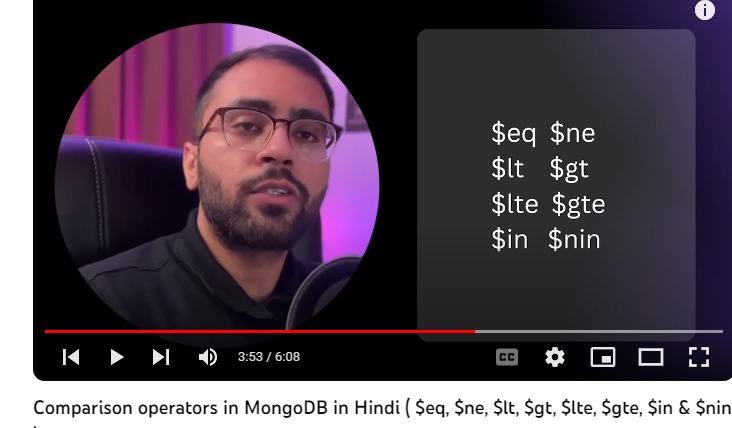 $eq $ne
$lt $gt
$lte $gte
$in $nin
3:53 / 6:08
CC
Comparison operators in MongoDB in Hindi ( $eq, $ne, $lt, $gt, $lte, $gte, $in & $nin